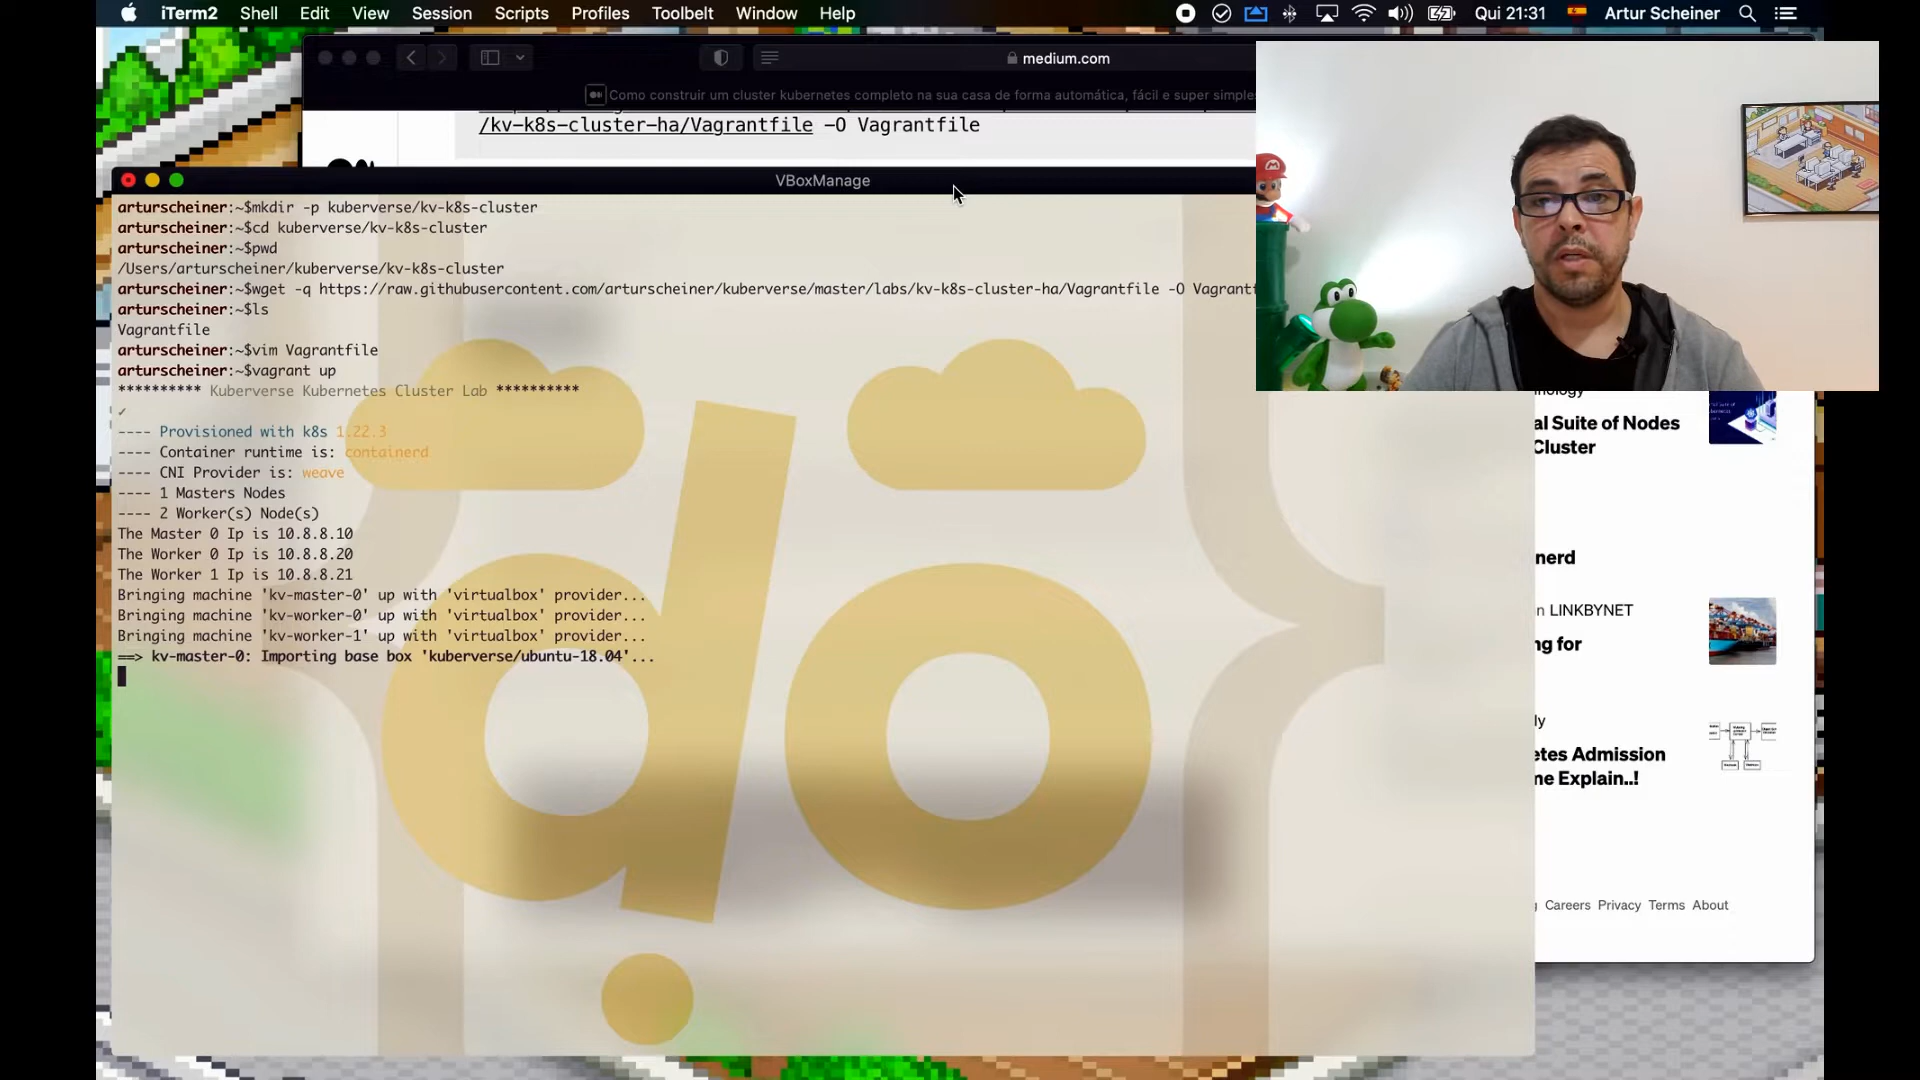 iTerm2 Shell Edit View Session Scripts Profiles Toolbelt Window Help Qui 21:31 Artur Scheiner
medium.com
Como construir um cluster kubernetes completo na sua casa de forma automática, fácil e super simples
/kv-k8s-cluster-ha/Vagrantfile -O Vagrantfile
VBoxManage
arturscheiner:~$mkdir -p kuberverse/kv-k8s-cluster
arturscheiner:~$cd kuberverse/kv-k8s-cluster
arturscheiner:~$pwd
/Users/arturscheiner/kuberverse/kv-k8s-cluster
arturscheiner:~$wget -q https://raw.githubusercontent.com/arturscheiner/kuberverse/master/labs/kv-k8s-cluster-ha/Vagrantfile -O Vagrantf
arturscheiner:~$ls
Vagrantfile
arturscheiner:~$vim Vagrantfile
arturscheiner:~$vagrant up
********** Kuberverse Kubernetes Cluster Lab **********
✓
---- Provisioned with k8s 1.22.3
---- Container runtime is: containerd
---- CNI Provider is: weave
---- 1 Masters Nodes
---- 2 Worker(s) Node(s)
The Master 0 Ip is 10.8.8.10
The Worker 0 Ip is 10.8.8.20
The Worker 1 Ip is 10.8.8.21
Bringing machine 'kv-master-0' up with 'virtualbox' provider...
Bringing machine 'kv-worker-0' up with 'virtualbox' provider...
Bringing machine 'kv-worker-1' up with 'virtualbox' provider...
==> kv-master-0: Importing base box 'kuberverse/ubuntu-18.04'...
nology
al Suite of Nodes
Cluster
nerd
n LINKBYNET
ng for
ly
etes Admission
me Explain..!
Careers Privacy Terms About